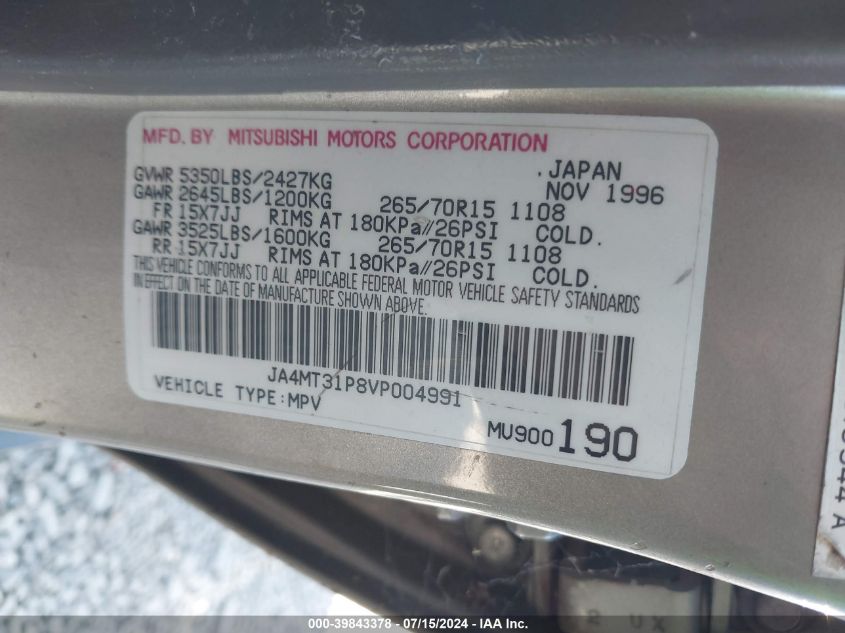 MFD. BY MITSUBISHI MOTORS CORPORATION
GVWR 5350LBS/2427KG .JAPAN
GAWR 2645LBS/1200KG 265/70R15 1108 NOV 1996
FR 15X7JJ RIMS AT 180KPa//26PSI COLD.
GAWR 3525LBS/1600KG 265/70R15 1108
RR 15X7JJ RIMS AT 180KPa//26PSI COLD.
THIS VEHICLE CONFORMS TO ALL APPLICABLE FEDERAL MOTOR VEHICLE SAFETY STANDARDS
IN EFFECT ON THE DATE OF MANUFACTURE SHOWN ABOVE.
JA4MT31P8VP004991
VEHICLE TYPE:MPV
MV900190
2 UX
000-39843378 - 07/15/2024 - IAA Inc.